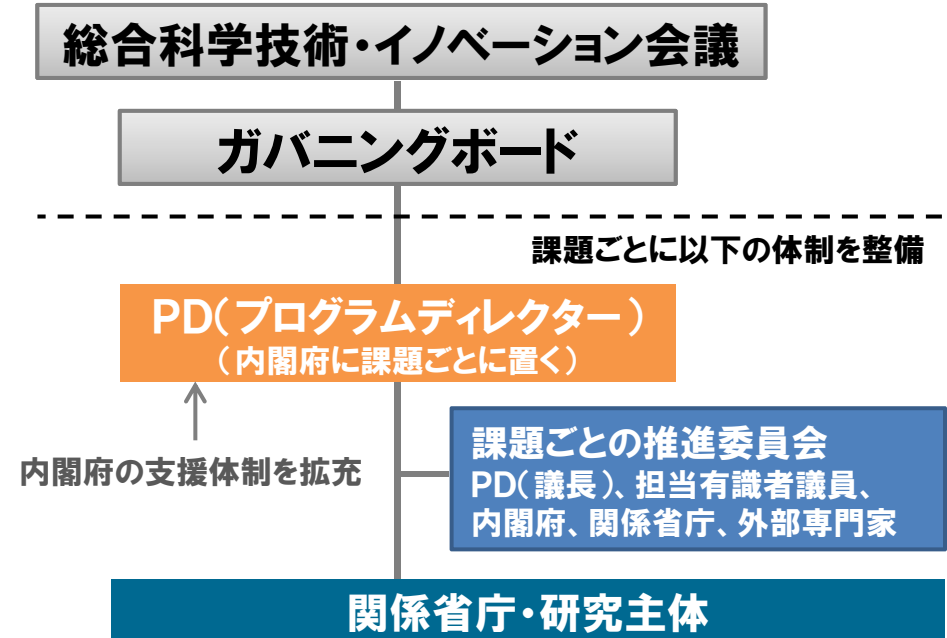 総合科学技術・イノベーション会議
ガバニングボード
課題ごとに以下の体制を整備
PD(プログラムディレクター)
(内閣府に課題ごとに置く)
内閣府の支援体制を拡充
課題ごとの推進委員会
PD(議長)、担当有識者議員、
内閣府、関係省庁、外部専門家
関係省庁・研究主体